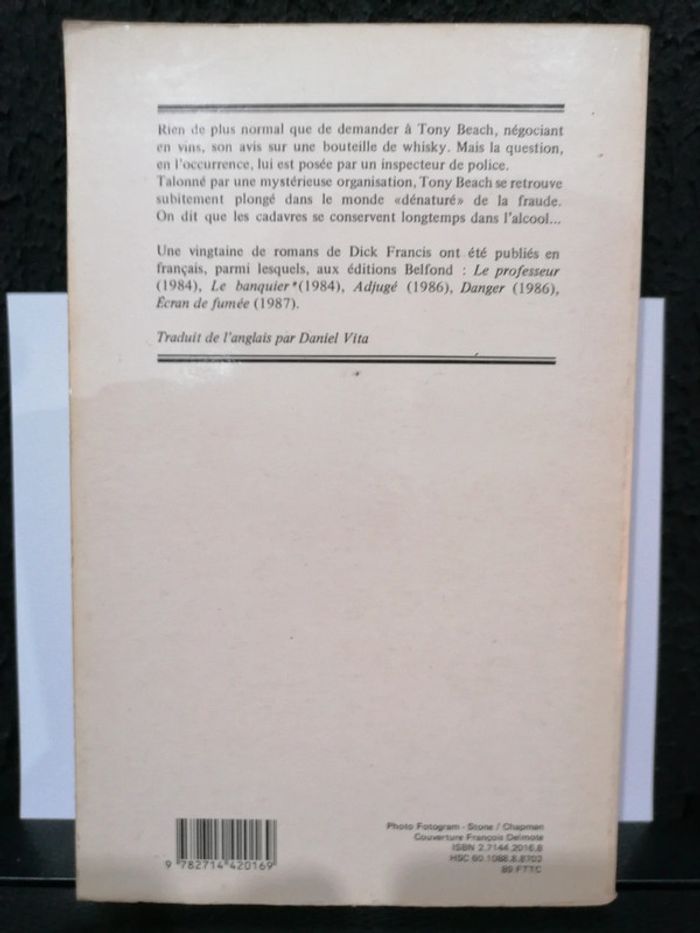 Rien de plus normal que de demander à Tony Beach, négociant
en vins, son avis sur une bouteille de whisky. Mais la question,
en l'occurrence, lui est posée par un inspecteur de police.
Talonné par une mystérieuse organisation, Tony Beach se retrouve
subitement plongé dans le monde «dénaturé» de la fraude.
On dit que les cadavres se conservent longtemps dans l'alcool...
Une vingtaine de romans de Dick Francis ont été publiés en
français, parmi lesquels, aux éditions Belfond : Le professeur
(1984), Le banquier (1984), Adjugé (1986), Danger (1986),
Écran de fumée (1987).
Traduit de l'anglais par Daniel Vita
Photo Fotogram - Stone / Chapman
Couverture François Delmote
ISBN 2.7144.2016.8
HSC 60.1088.8.8703
89 FTTC
9 782714 420169